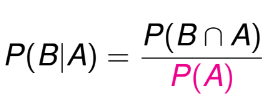 P(B|A) = P(B ∩ A) / P(A)